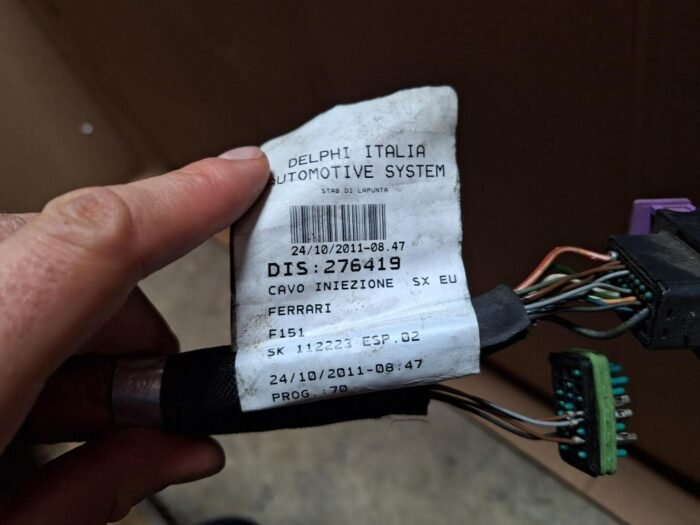 DELPHI ITALIA
AUTOMOTIVE SYSTEM
STAB DI LAPUNTA
24/10/2011-08.47
DIS:276419
CAVO INIEZIONE SX EU
FERRARI
F151
SK 112223 ESP.02
24/10/2011-08:47
PROG.:70